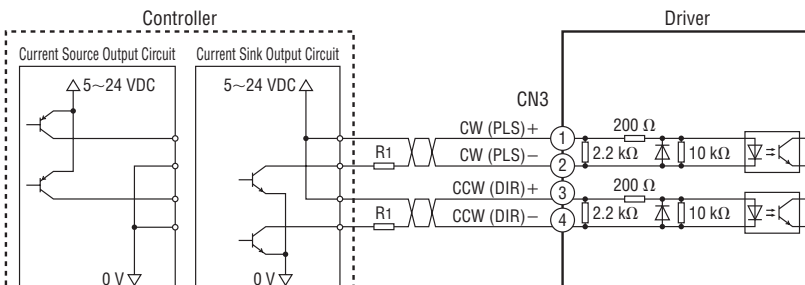 Controller
Driver
Current Source Output Circuit
Current Sink Output Circuit
5~24 VDC
5~24 VDC
CN3
CW (PLS)+
1
200 Ω
R1
CW (PLS)−
2
2.2 kΩ
10 kΩ
CCW (DIR)+
3
200 Ω
R1
CCW (DIR)−
4
2.2 kΩ
10 kΩ
0 V
0 V